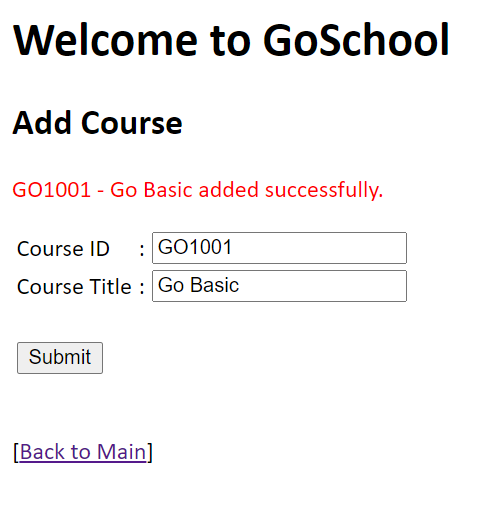 Welcome to GoSchool
Add Course
GO1001 - Go Basic added successfully.
Course ID : GO1001
Course Title : Go Basic
Submit
[Back to Main]